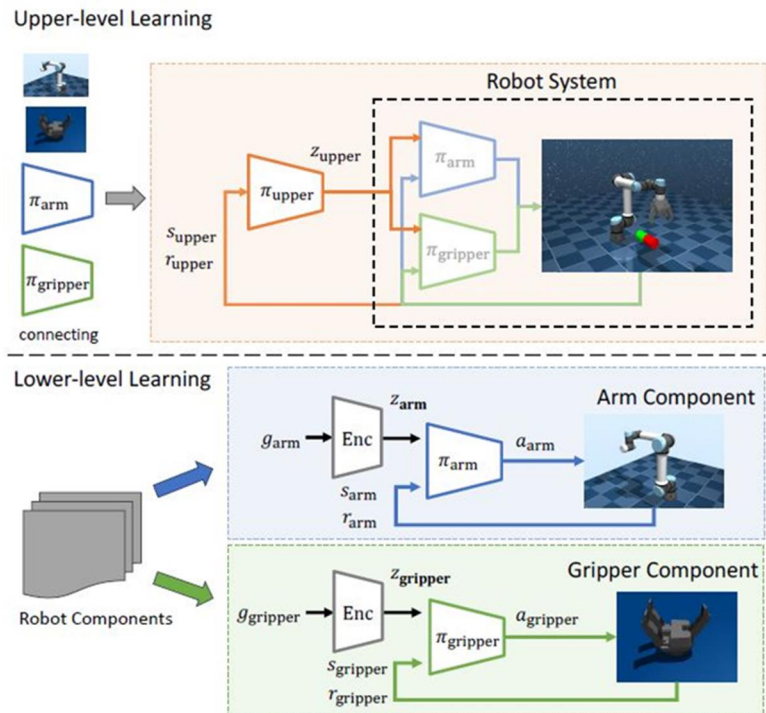 Upper-level Learning
Robot System
z_upper
π_arm
π_arm
π_upper
s_upper
r_upper
π_gripper
π_gripper
connecting
Lower-level Learning
Arm Component
z_arm
g_arm
Enc
a_arm
π_arm
s_arm
r_arm
Robot Components
Gripper Component
z_gripper
g_gripper
Enc
a_gripper
π_gripper
s_gripper
r_gripper